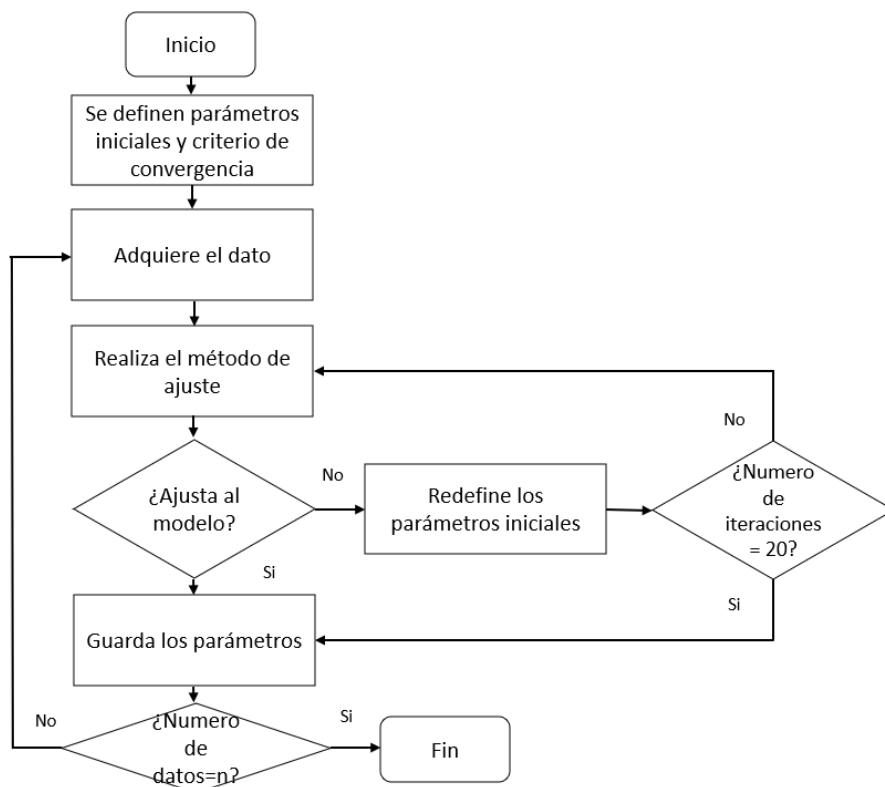 Inicio
Se definen parámetros
iniciales y criterio de
convergencia
Adquiere el dato
Realiza el método de
ajuste
No
¿Ajusta al
modelo?
No
Redefine los
parámetros iniciales
¿Numero
de
iteraciones
= 20?
Si
Si
Guarda los parámetros
No
¿Numero
de
datos=n?
Si
Fin